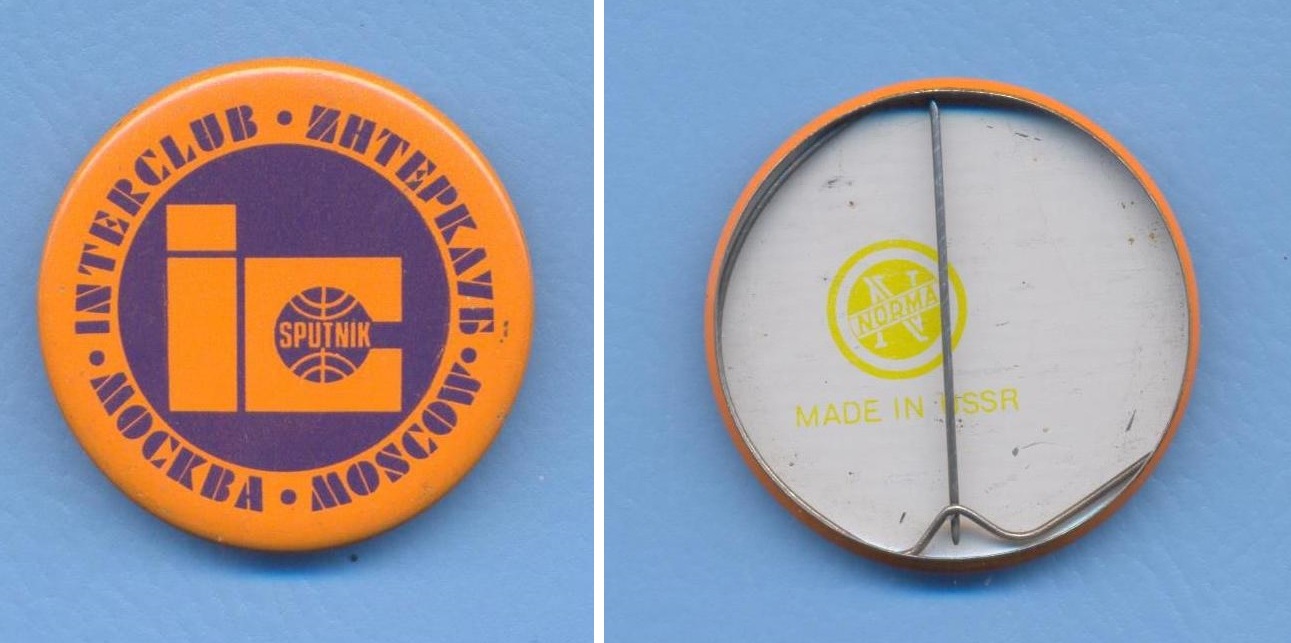 INTERCLUB • ИНТЕРКЛУБ • MOSCOW • МОСКВА •
ic
SPUTNIK
N
NORMA
MADE IN USSR